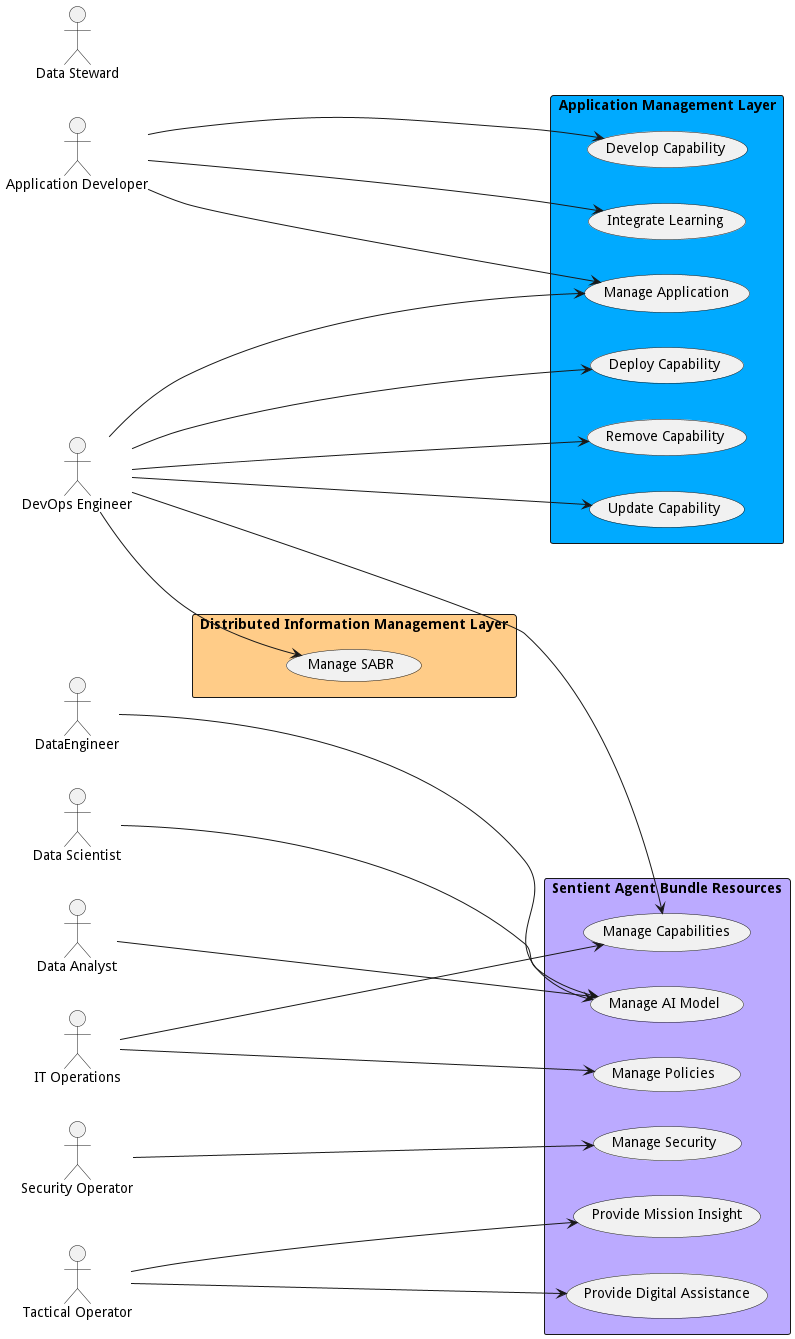 Data Steward
Application Management Layer
Develop Capability
Application Developer
Integrate Learning
Manage Application
Deploy Capability
Remove Capability
DevOps Engineer
Update Capability
Distributed Information Management Layer
Manage SABR
DataEngineer
Data Scientist
Sentient Agent Bundle Resources
Manage Capabilities
Data Analyst
Manage AI Model
IT Operations
Manage Policies
Manage Security
Security Operator
Provide Mission Insight
Provide Digital Assistance
Tactical Operator